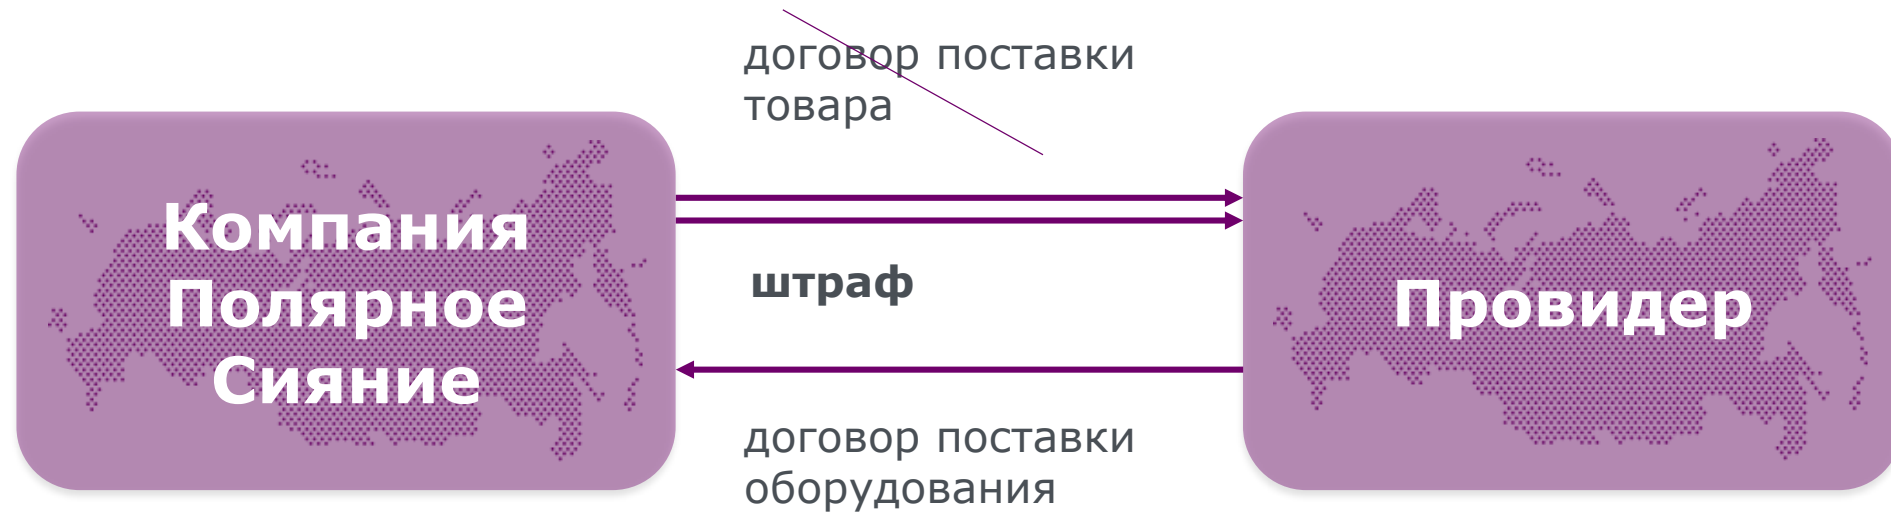 договор поставки
товара
Компания
Полярное
Сияние
штраф
Провидер
договор поставки
оборудования